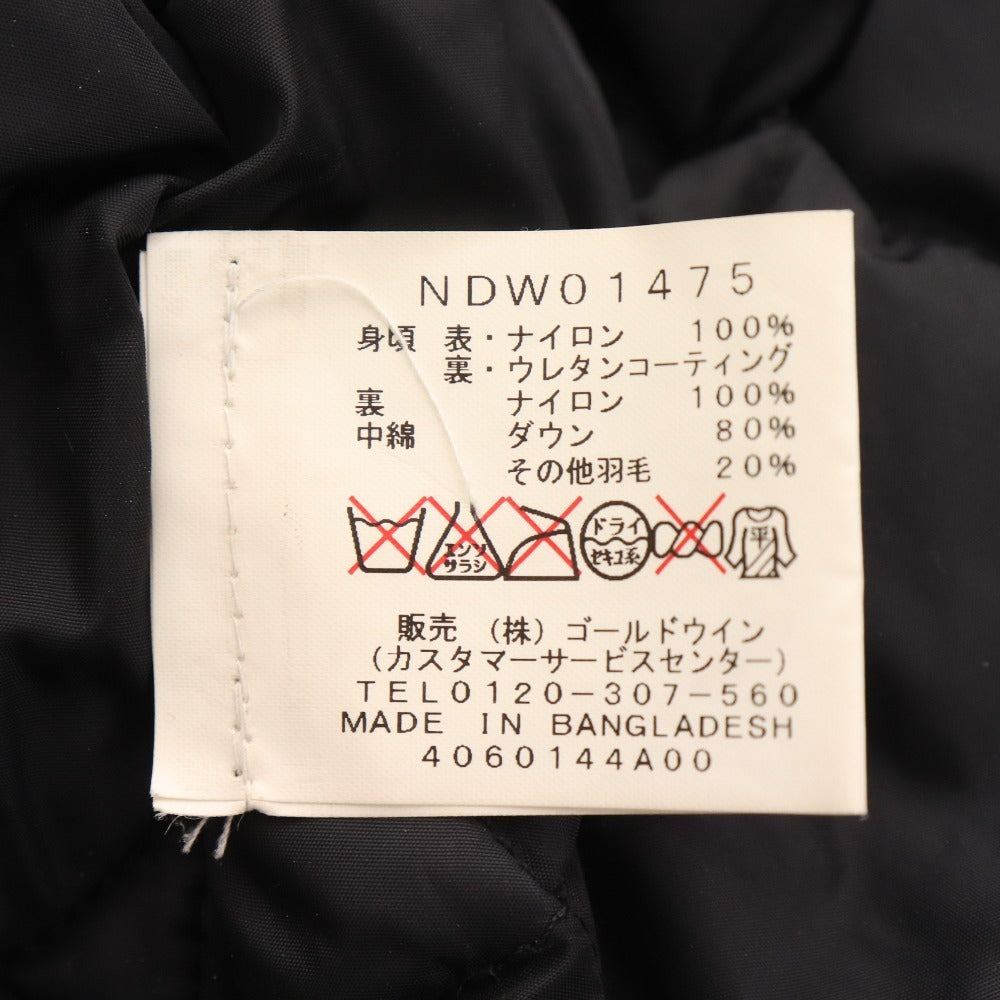 NDW01475
身頃 表・ナイロン 100%
裏・ウレタンコーティング
裏 ナイロン 100%
中綿 ダウン 80%
その他羽毛 20%
エンソサラシ ドライ セキユ系 平
販売 (株)ゴールドウイン
(カスタマーサービスセンター)
TEL0120-307-560
MADE IN BANGLADESH
4060144A00